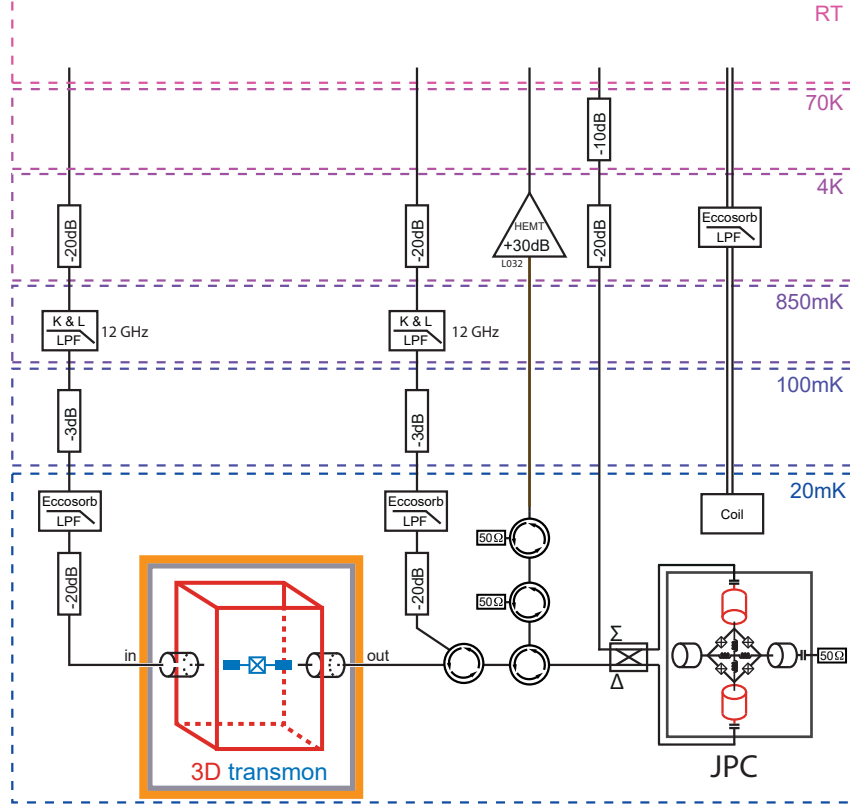 RT
70K
-10dB
4K
-20dB
-20dB
HEMT
+30dB
L032
-20dB
Eccosorb
LPF
850mK
K & L
LPF
12 GHz
K & L
LPF
12 GHz
100mK
-3dB
-3dB
20mK
Eccosorb
LPF
Eccosorb
LPF
Coil
50Ω
-20dB
-20dB
50Ω
Σ
in
out
50Ω
Δ
3D transmon
JPC